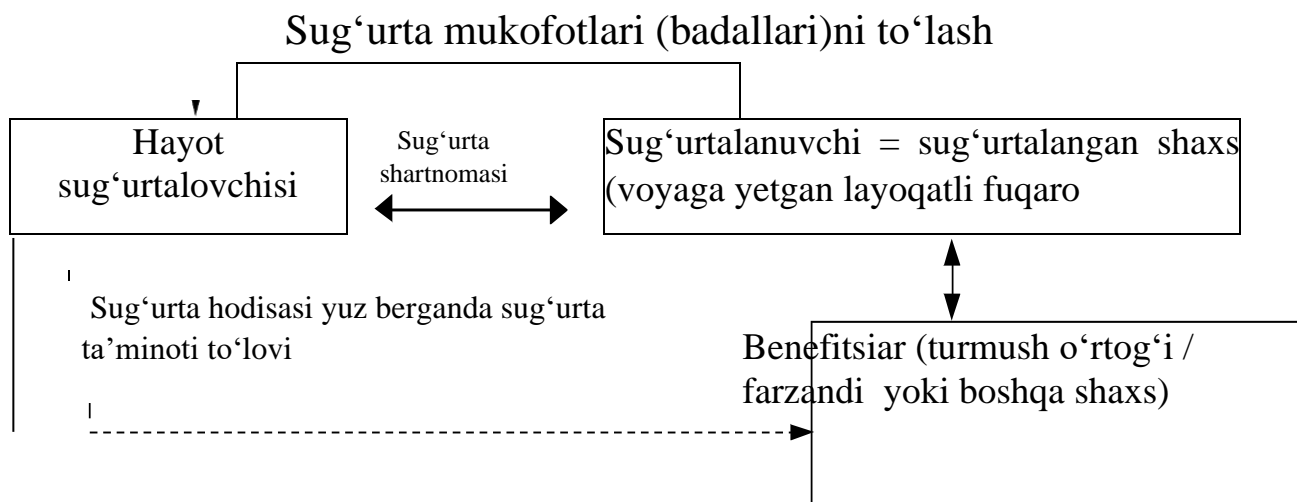 Sug‘urta mukofotlari (badallari)ni to‘lash
Hayot
sug‘urtalovchisi
Sug‘urta
shartnomasi
Sug‘urtalanuvchi = sug‘urtalangan shaxs
(voyaga yetgan layoqatli fuqaro
Sug‘urta hodisasi yuz berganda sug‘urta
ta’minoti to‘lovi
Benefitsiar (turmush o‘rtog‘i /
farzandi yoki boshqa shaxs)